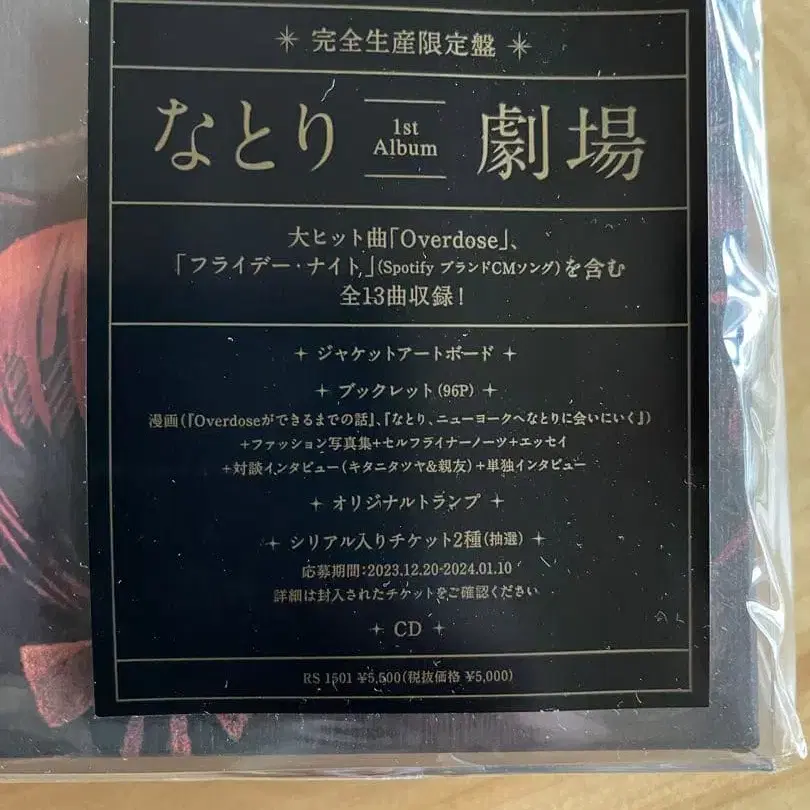 完全生産限定盤
なとり 1st Album 劇場
大ヒット曲「Overdose」、
「フライデー・ナイト」(Spotify ブランドCMソング)を含む
全13曲収録！
ジャケットアートボード
ブックレット(96P)
漫画(『Overdoseができるまでの話』、『なとり、ニューヨークへなとりに会いにいく』)
+ファッション写真集+セルフライナーノーツ+エッセイ
+対談インタビュー(キタニタツヤ&親友)+単独インタビュー
オリジナルトランプ
シリアル入りチケット2種(抽選)
応募期間:2023.12.20-2024.01.10
詳細は封入されたチケットをご確認ください
CD
RS 1501 ¥5,500(税抜価格 ¥5,000)